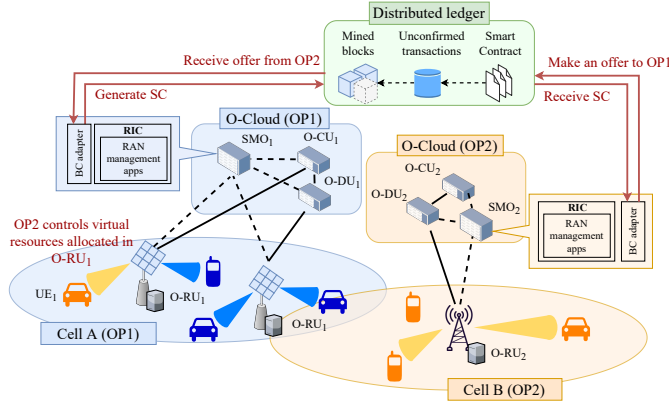 Distributed ledger
Mined
blocks
Unconfirmed
transactions
Smart
Contract
Receive offer from OP2
Generate SC
Make an offer to OP1
Receive SC
O-Cloud (OP1)
BC adapter
RIC
RAN
management
apps
SMO1
O-CU1
O-DU1
O-Cloud (OP2)
O-CU2
O-DU2
SMO2
RIC
RAN
management
apps
BC adapter
OP2 controls virtual
resources allocated in
O-RU1
UE1
O-RU1
O-RU1
Cell A (OP1)
O-RU2
Cell B (OP2)